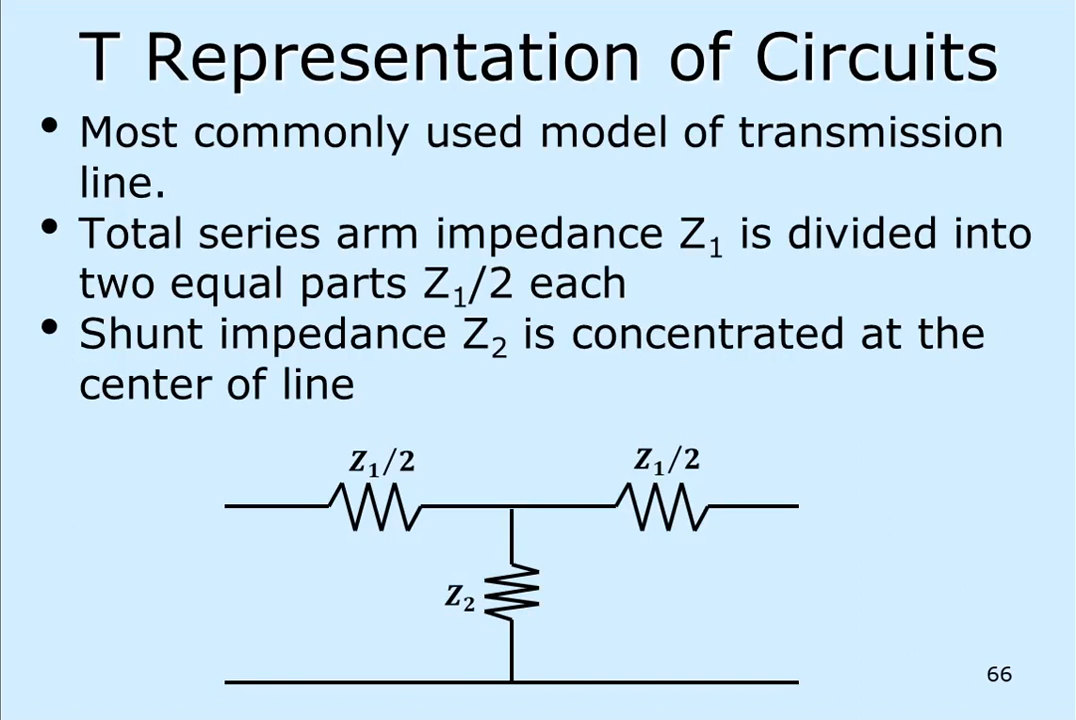 T Representation of Circuits
• Most commonly used model of transmission
line.
• Total series arm impedance Z₁ is divided into
two equal parts Z₁/2 each
• Shunt impedance Z₂ is concentrated at the
center of line
Z₁/2
Z₁/2
Z₂
66